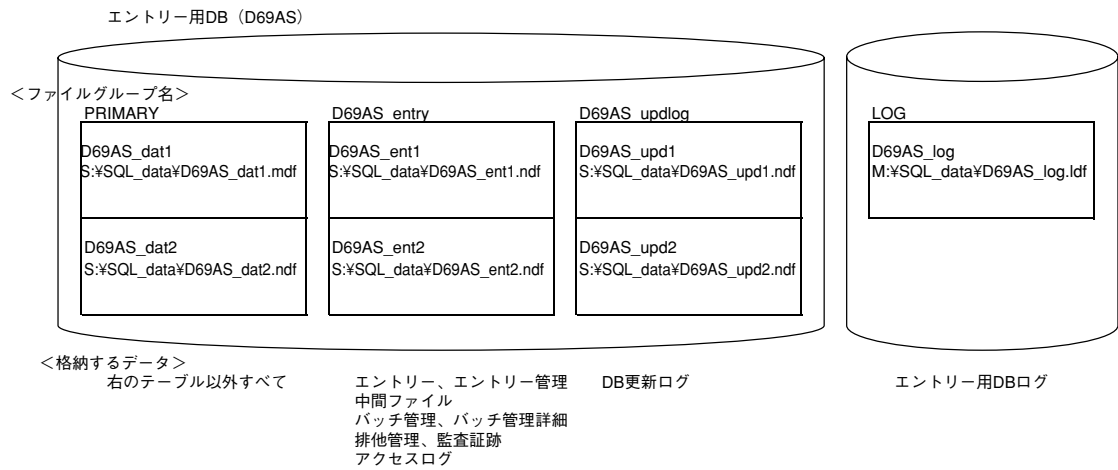 エントリー用DB（D69AS）
＜ファイルグループ名＞
PRIMARY
D69AS_dat1
S:¥SQL_data¥D69AS_dat1.mdf
D69AS_dat2
S:¥SQL_data¥D69AS_dat2.ndf
D69AS_entry
D69AS_ent1
S:¥SQL_data¥D69AS_ent1.ndf
D69AS_ent2
S:¥SQL_data¥D69AS_ent2.ndf
D69AS_updlog
D69AS_upd1
S:¥SQL_data¥D69AS_upd1.ndf
D69AS_upd2
S:¥SQL_data¥D69AS_upd2.ndf
LOG
D69AS_log
M:¥SQL_data¥D69AS_log.ldf
＜格納するデータ＞
右のテーブル以外すべて
エントリー、エントリー管理
中間ファイル
バッチ管理、バッチ管理詳細
排他管理、監査証跡
アクセスログ
DB更新ログ
エントリー用DBログ